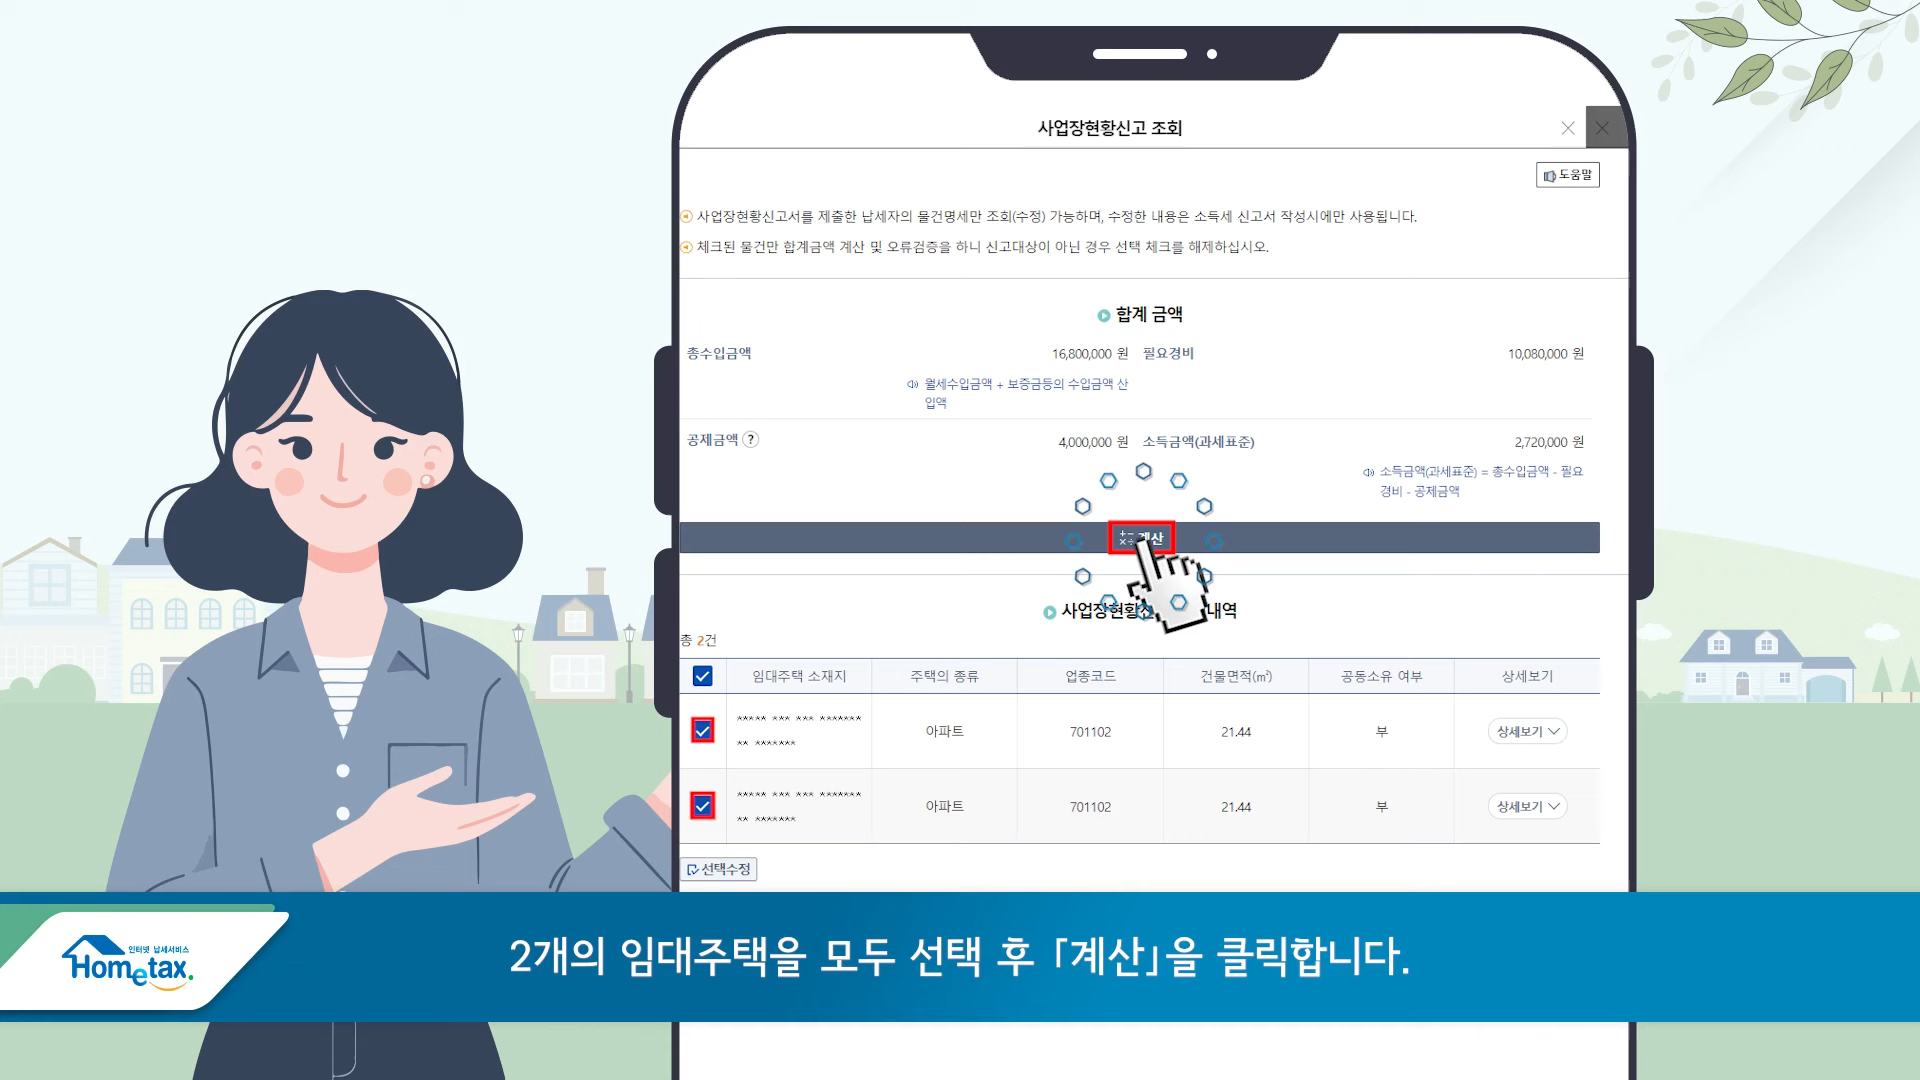 사업장현황신고 조회
도움말
사업장현황신고서를 제출한 납세자의 물건명세만 조회(수정) 가능하며, 수정한 내용은 소득세 신고서 작성시에만 사용됩니다.
체크된 물건만 합계금액 계산 및 오류검증을 하니 신고대상이 아닌 경우 선택 체크를 해제하십시오.
합계 금액
총수입금액 16,800,000 원 필요경비 10,080,000 원
월세수입금액 + 보증금등의 수입금액 산
입액
공제금액 ? 4,000,000 원 소득금액(과세표준) 2,720,000 원
소득금액(과세표준) = 총수입금액 - 필요
경비 - 공제금액
계산
사업장현황신 내역
총 2건
임대주택 소재지 주택의 종류 업종코드 건물면적(㎡) 공동소유 여부 상세보기
***** *** *** *******
** *******
아파트 701102 21.44 부 상세보기
***** *** *** *******
** *******
아파트 701102 21.44 부 상세보기
선택수정
인터넷 납세서비스
Hometax.
2개의 임대주택을 모두 선택 후 「계산」을 클릭합니다.